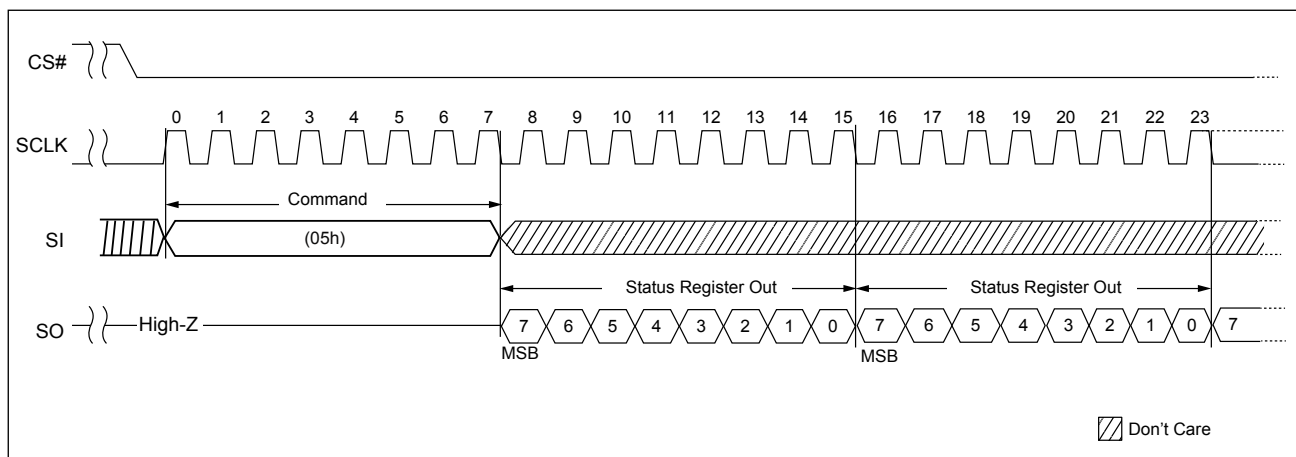 CS#
0 1 2 3 4 5 6 7 8 9 10 11 12 13 14 15 16 17 18 19 20 21 22 23
SCLK
Command
SI
(05h)
Status Register Out Status Register Out
SO
High-Z
7 6 5 4 3 2 1 0 7 6 5 4 3 2 1 0 7
MSB MSB
Don't Care